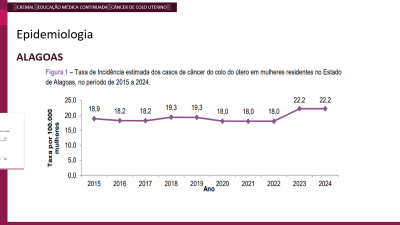 CREMAL EDUCAÇÃO MÉDICA CONTINUADA CÂNCER DE COLO UTERINO
Epidemiologia
ALAGOAS
Figura 1 – Taxa de Incidência estimada dos casos de câncer do colo do útero em mulheres residentes no Estado
de Alagoas, no período de 2015 a 2024.
Taxa por 100.000
mulheres
25,0
20,0
15,0
10,0
5,0
0,0
18,9 18,2 18,2 19,3 19,3 18,0 18,0 18,0 22,2 22,2
2015 2016 2017 2018 2019 2020 2021 2022 2023 2024
Ano